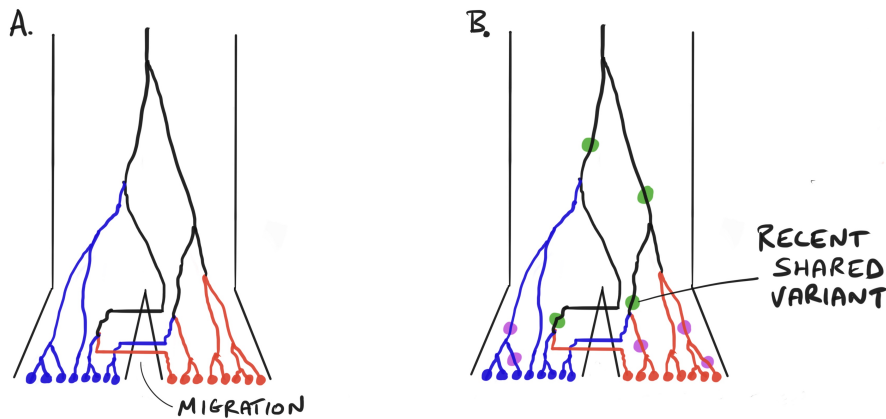 A.
B.
RECENT
SHARED
VARIANT
MIGRATION